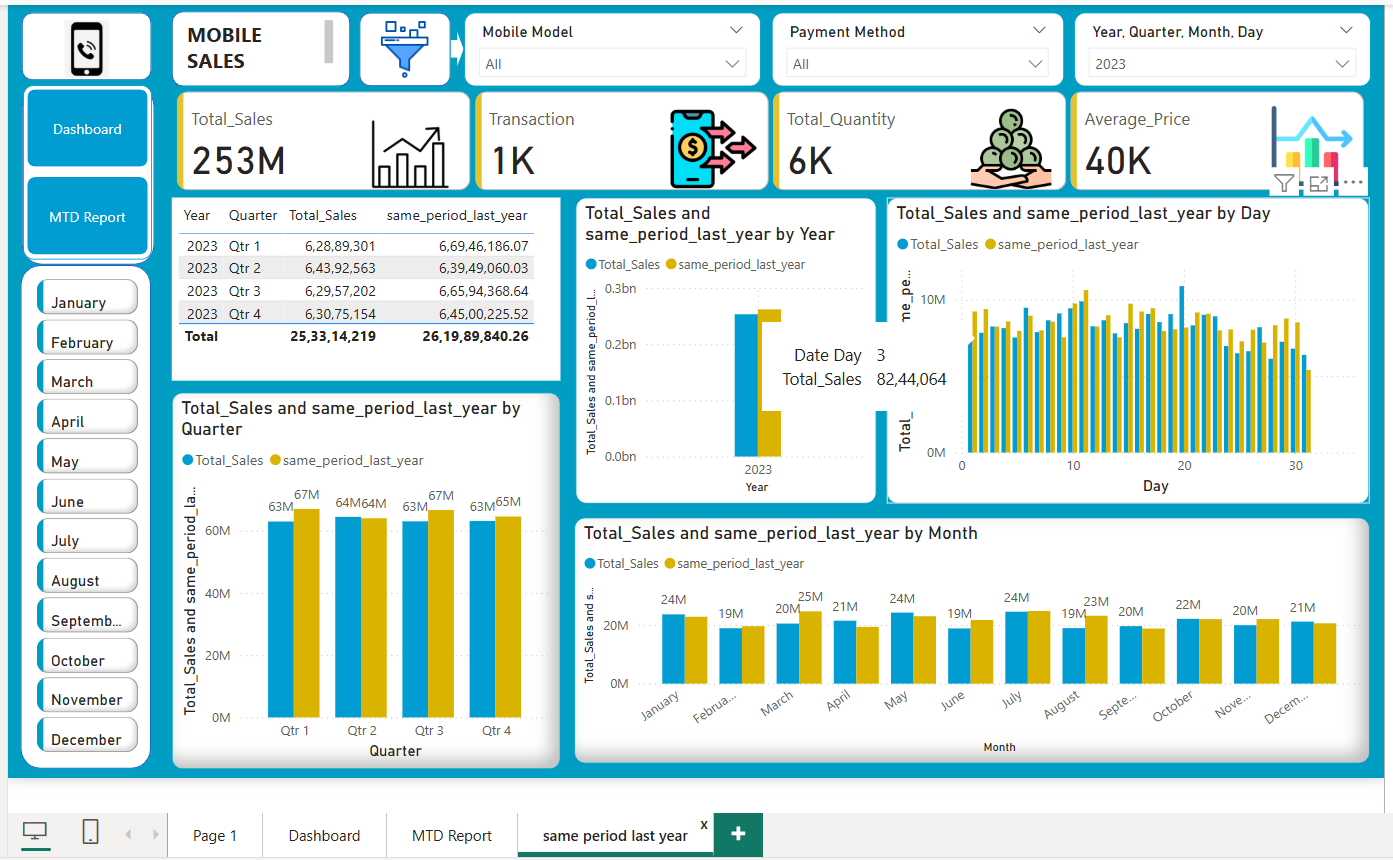 MOBILE
SALES
Mobile Model
All
Payment Method
All
Year, Quarter, Month, Day
2023
Dashboard
MTD Report
Total_Sales
253M
Transaction
1K
Total_Quantity
6K
Average_Price
40K
January
February
March
April
May
June
July
August
Septemb...
October
November
December
Year Quarter Total_Sales same_period_last_year
2023 Qtr 1 6,28,89,301 6,69,46,186.07
2023 Qtr 2 6,43,92,563 6,39,49,060.03
2023 Qtr 3 6,29,57,202 6,65,94,368.64
2023 Qtr 4 6,30,75,154 6,45,00,225.52
Total 25,33,14,219 26,19,89,840.26
Total_Sales and
same_period_last_year by Year
Total_Sales same_period_last_year
Total_Sales and same_period_l...
0.3bn
0.2bn
0.1bn
0.0bn
2023
Year
Date Day 3
Total_Sales 82,44,064
Total_Sales and same_period_last_year by Day
Total_Sales same_period_last_year
Total_
me_pe...
10M
0M
0 10 20 30
Day
Total_Sales and same_period_last_year by
Quarter
Total_Sales same_period_last_year
Total_Sales and same_period_la...
60M
40M
20M
0M
63M 67M 64M 64M 63M 67M 63M 65M
Qtr 1 Qtr 2 Qtr 3 Qtr 4
Quarter
Total_Sales and same_period_last_year by Month
Total_Sales same_period_last_year
Total_Sales and s...
20M
0M
24M 19M 20M 25M 21M 24M 19M 24M 19M 23M 20M 22M 20M 21M
January Februa... March April May June July August Septe... October Nove... Decem...
Month
Page 1 Dashboard MTD Report same period last year x +